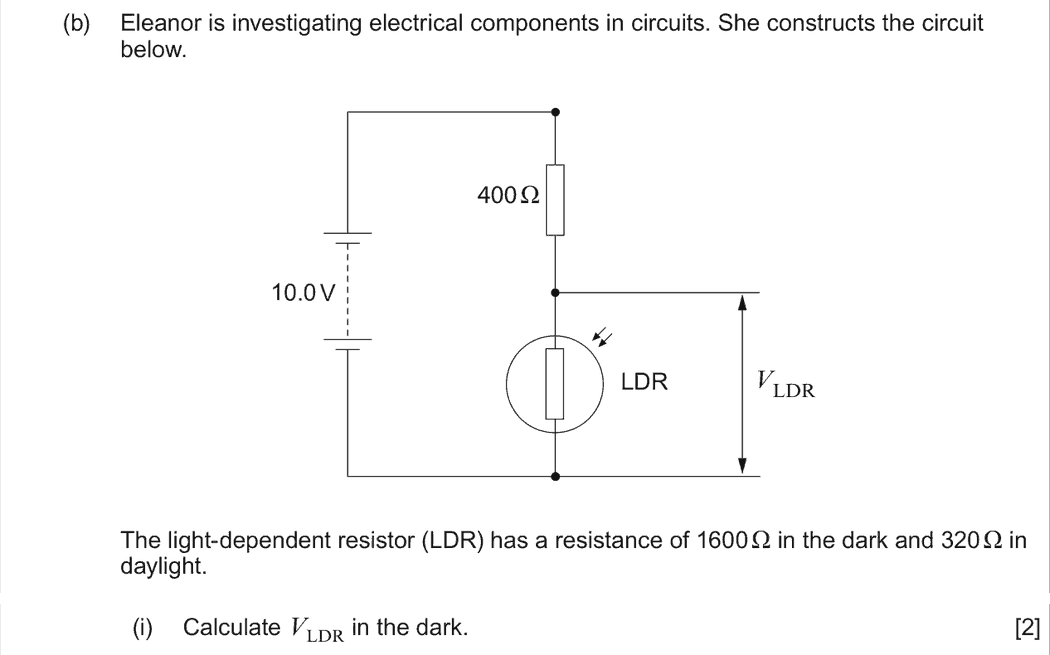 (b) Eleanor is investigating electrical components in circuits. She constructs the circuit
below.
400 Ω
10.0 V
LDR
V_LDR
The light-dependent resistor (LDR) has a resistance of 1600 Ω in the dark and 320 Ω in
daylight.
(i) Calculate V_LDR in the dark. [2]